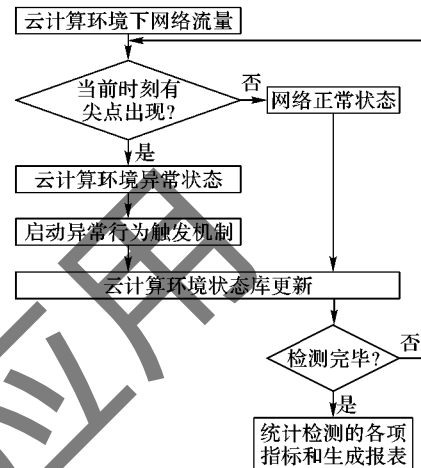 云计算环境下网络流量
当前时刻有
尖点出现?
否
网络正常状态
是
云计算环境异常状态
启动异常行为触发机制
云计算环境状态库更新
检测完毕?
否
是
统计检测的各项
指标和生成报表
应用